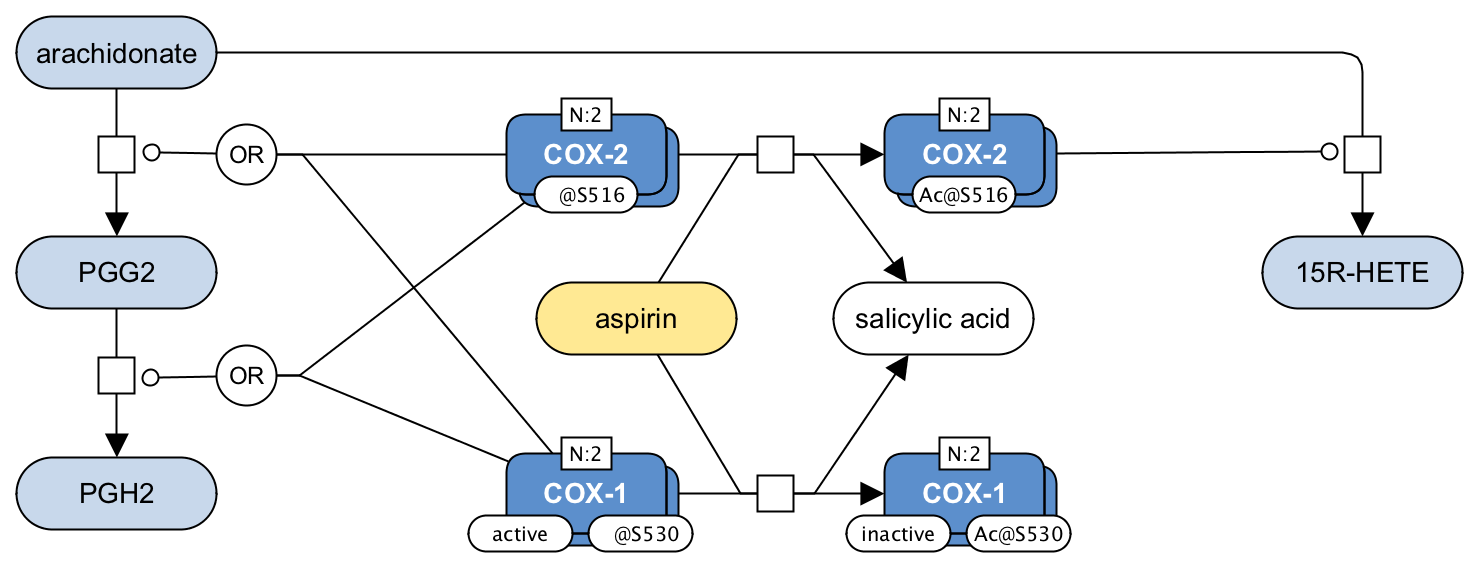 arachidonate
N:2
N:2
OR
COX-2
COX-2
@S516
Ac@S516
PGG2
15R-HETE
aspirin
salicylic acid
OR
N:2
N:2
PGH2
COX-1
COX-1
active
@S530
inactive
Ac@S530